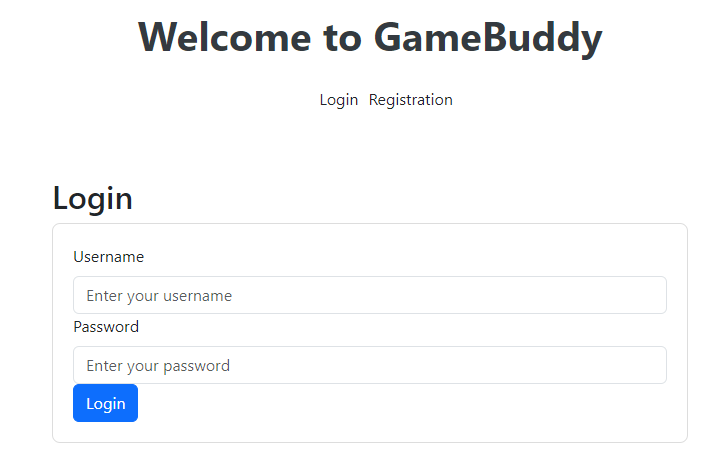 Welcome to GameBuddy
Login Registration
Login
Username
Enter your username
Password
Enter your password
Login